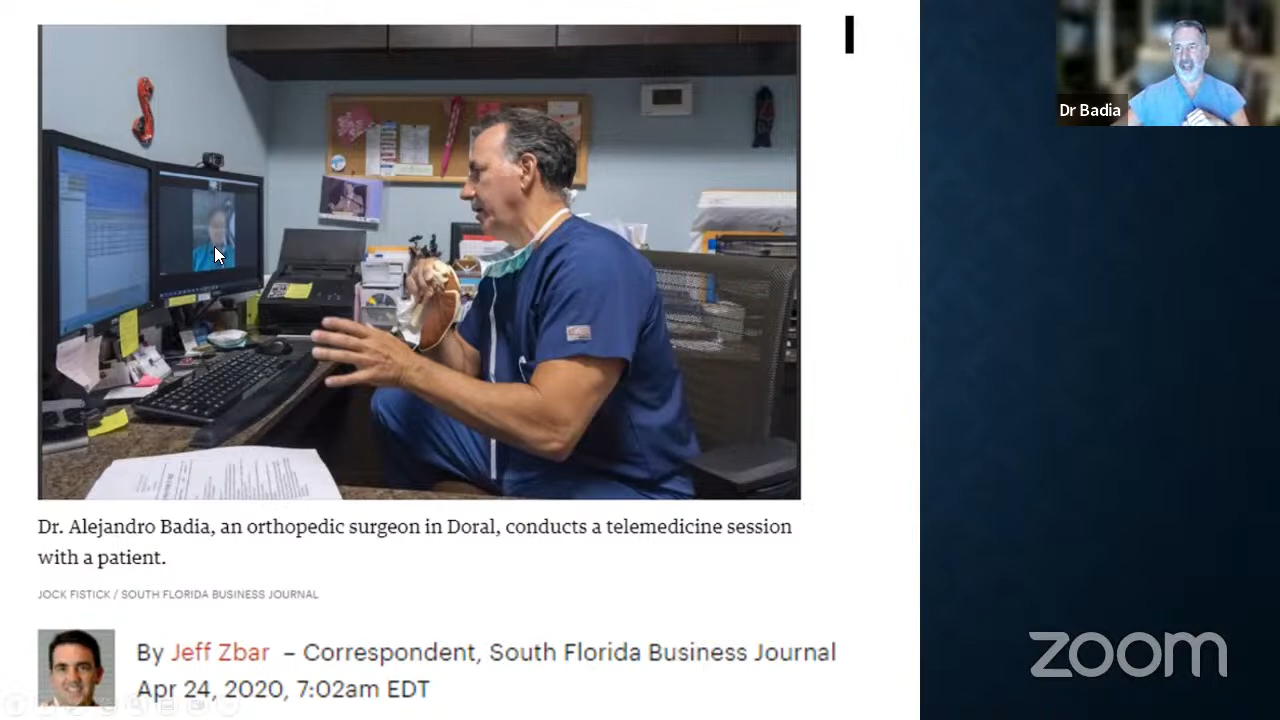 Dr Badia
Dr. Alejandro Badia, an orthopedic surgeon in Doral, conducts a telemedicine session
with a patient.
JOCK FISTICK / SOUTH FLORIDA BUSINESS JOURNAL
By Jeff Zbar – Correspondent, South Florida Business Journal
Apr 24, 2020, 7:02am EDT
zoom